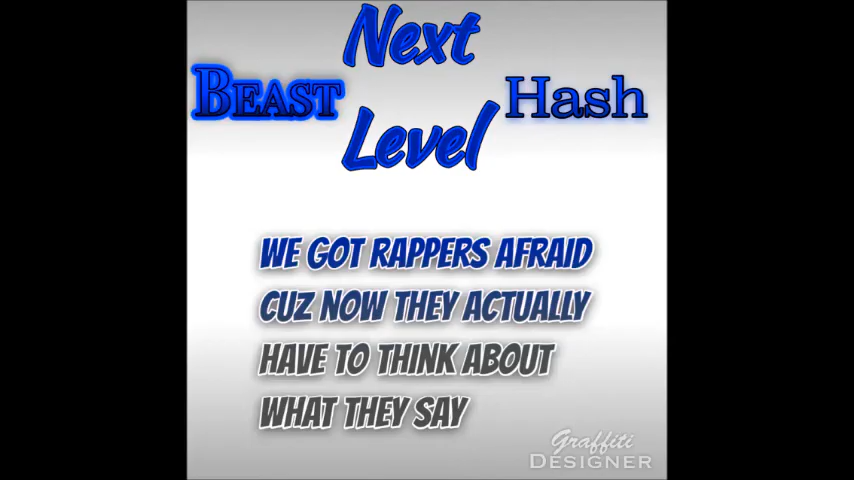 Next
BEAST Hash
Level
WE GOT RAPPERS AFRAID
CUZ NOW THEY ACTUALLY
HAVE TO THINK ABOUT
WHAT THEY SAY
Graffiti
DESIGNER